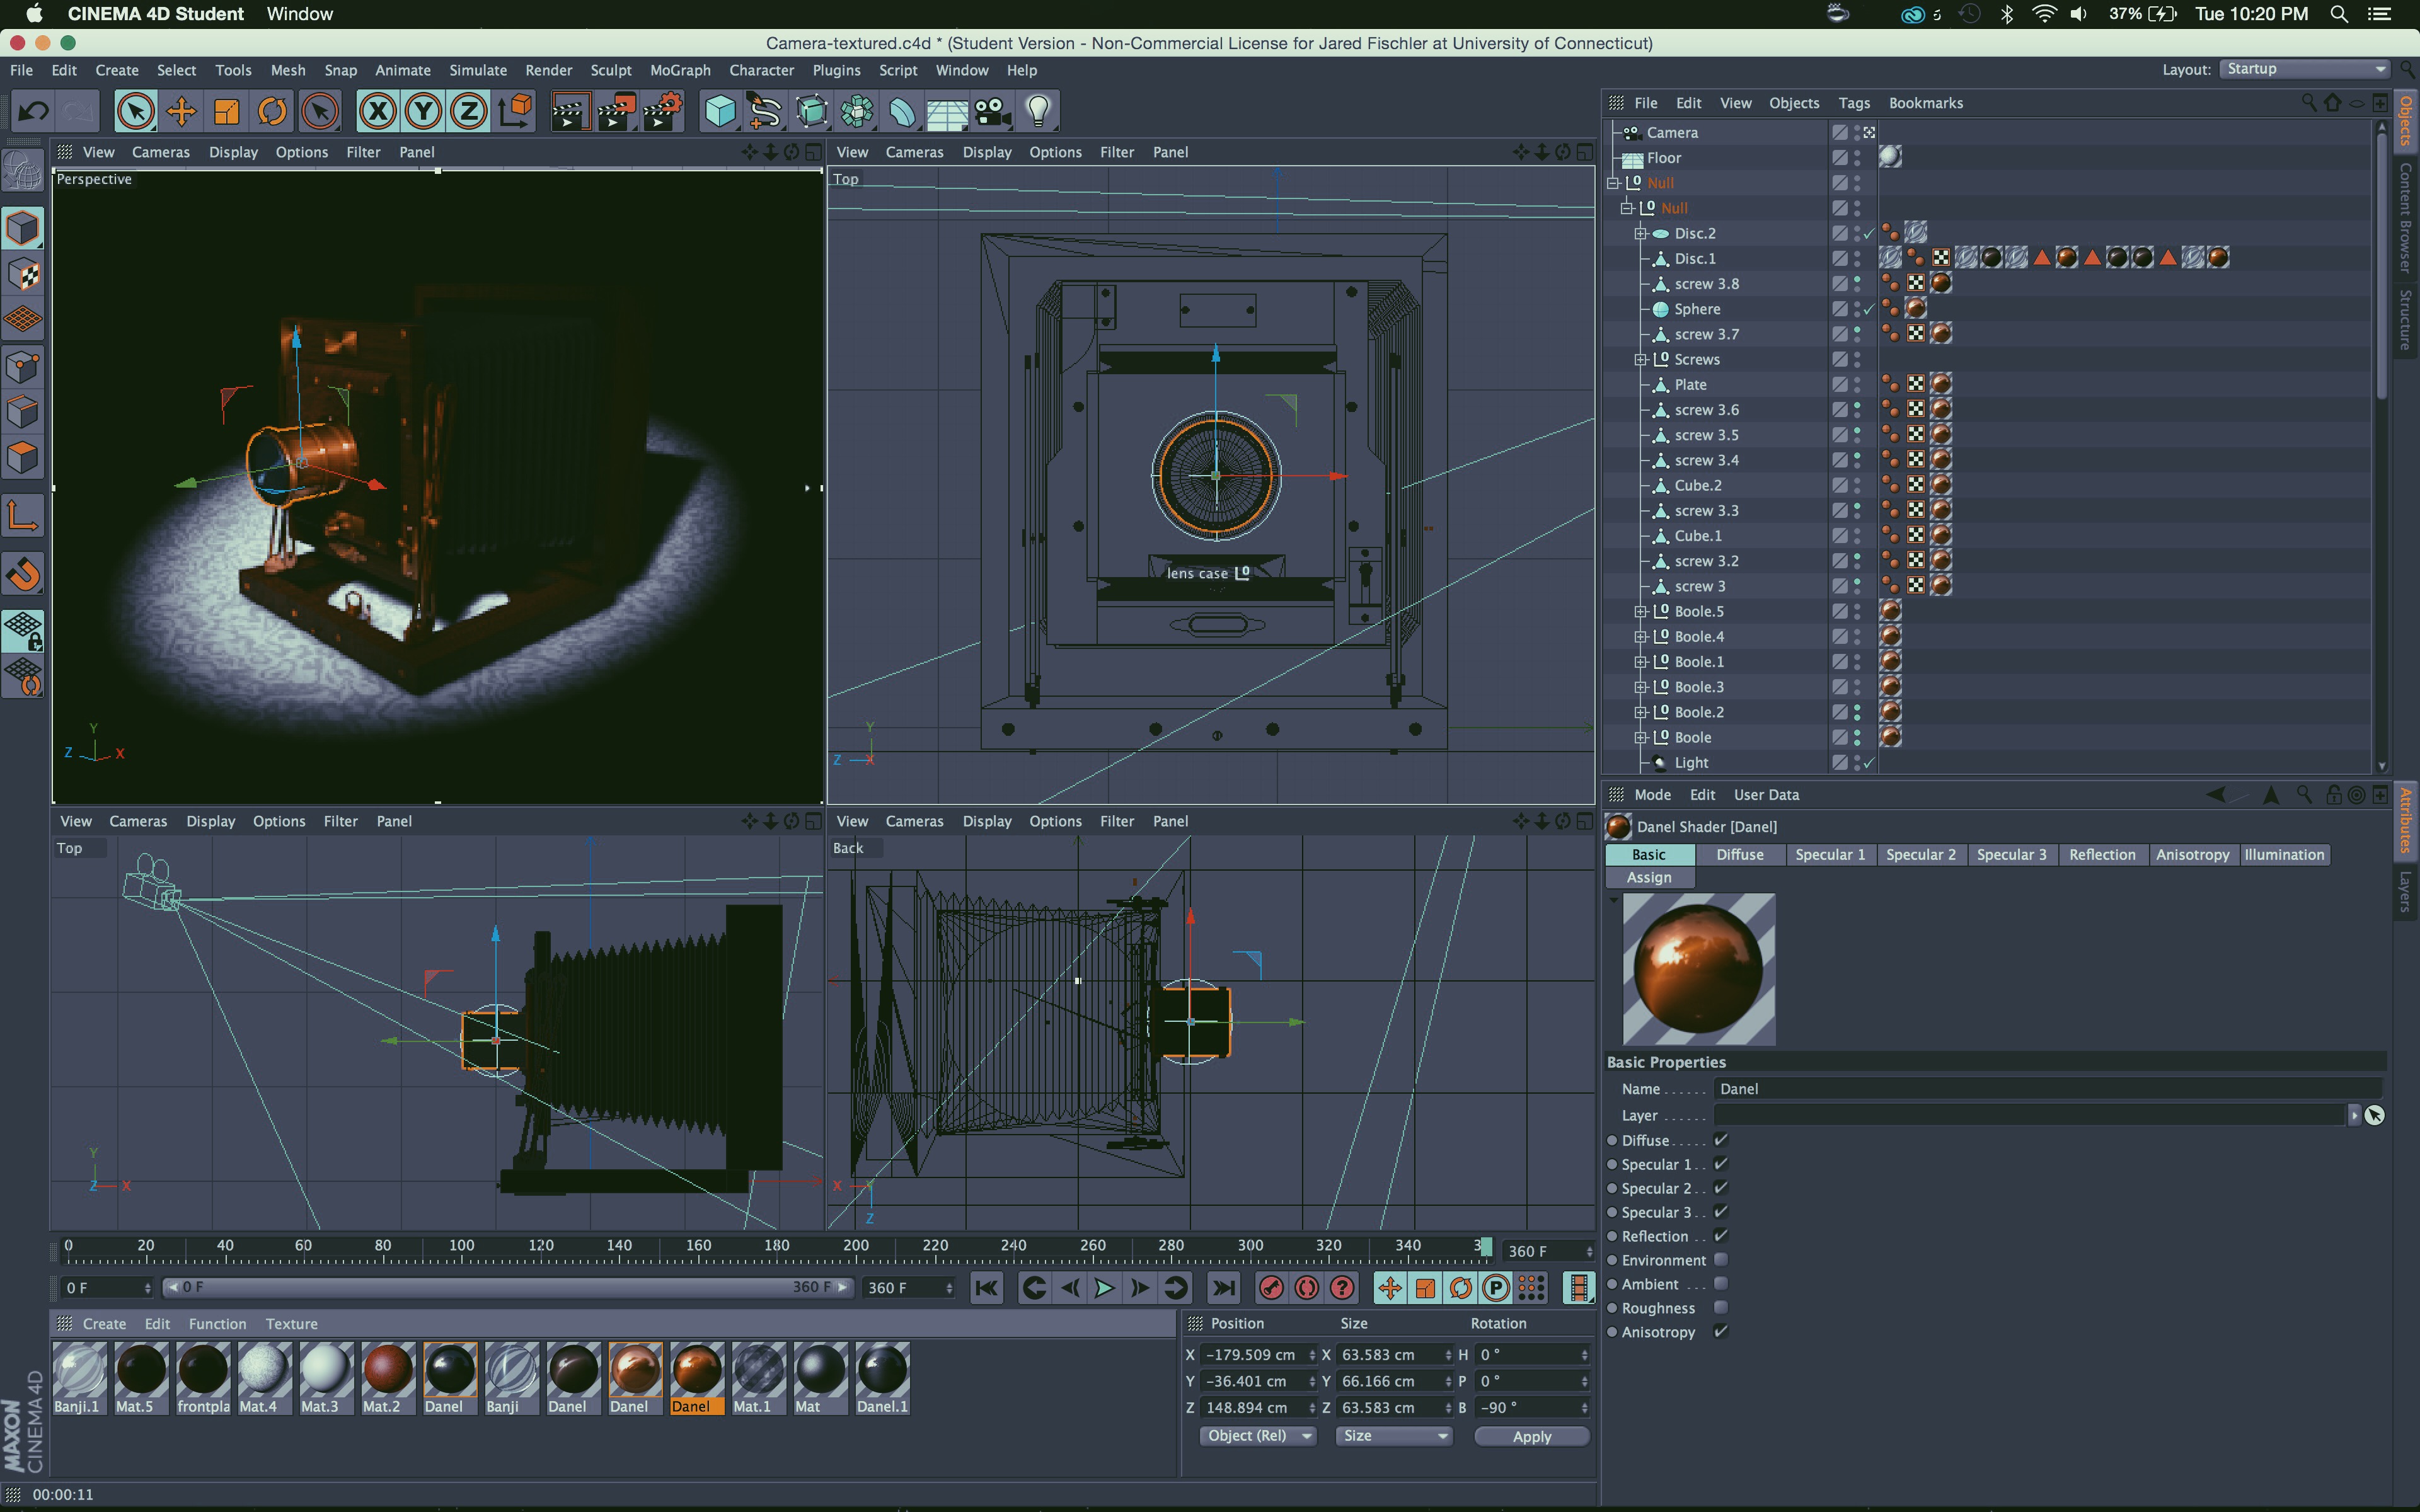 CINEMA 4D Student Window
37% Tue 10:20 PM
Camera-textured.c4d * (Student Version - Non-Commercial License for Jared Fischler at University of Connecticut)
File Edit Create Select Tools Mesh Snap Animate Simulate Render Sculpt MoGraph Character Plugins Script Window Help
Layout: Startup
X Y Z
File Edit View Objects Tags Bookmarks
View Cameras Display Options Filter Panel
Perspective
Y
Z X
View Cameras Display Options Filter Panel
Top
lens case
Y
Z X
View Cameras Display Options Filter Panel
Top
Y
Z X
View Cameras Display Options Filter Panel
Back
X Y
Z
Camera
Floor
Null
Null
Disc.2
Disc.1
screw 3.8
Sphere
screw 3.7
Screws
Plate
screw 3.6
screw 3.5
screw 3.4
Cube.2
screw 3.3
Cube.1
screw 3.2
screw 3
Boole.5
Boole.4
Boole.1
Boole.3
Boole.2
Boole
Light
Objects
Content Browser
Structure
Mode Edit User Data
Danel Shader [Danel]
Basic Diffuse Specular 1 Specular 2 Specular 3 Reflection Anisotropy Illumination
Assign
Basic Properties
Name Danel
Layer
Diffuse
Specular 1
Specular 2
Specular 3
Reflection
Environment
Ambient
Roughness
Anisotropy
Attributes
Layers
0 20 40 60 80 100 120 140 160 180 200 220 240 260 280 300 320 340 3 360 F
0 F 0 F 360 F 360 F
P
Create Edit Function Texture
Banji.1 Mat.5 frontpla Mat.4 Mat.3 Mat.2 Danel Banji Danel Danel Danel Mat.1 Mat Danel.1
Position Size Rotation
X -179.509 cm X 63.583 cm H 0 °
Y -36.401 cm Y 66.166 cm P 0 °
Z 148.894 cm Z 63.583 cm B -90 °
Object (Rel) Size Apply
MAXON
CINEMA 4D
00:00:11